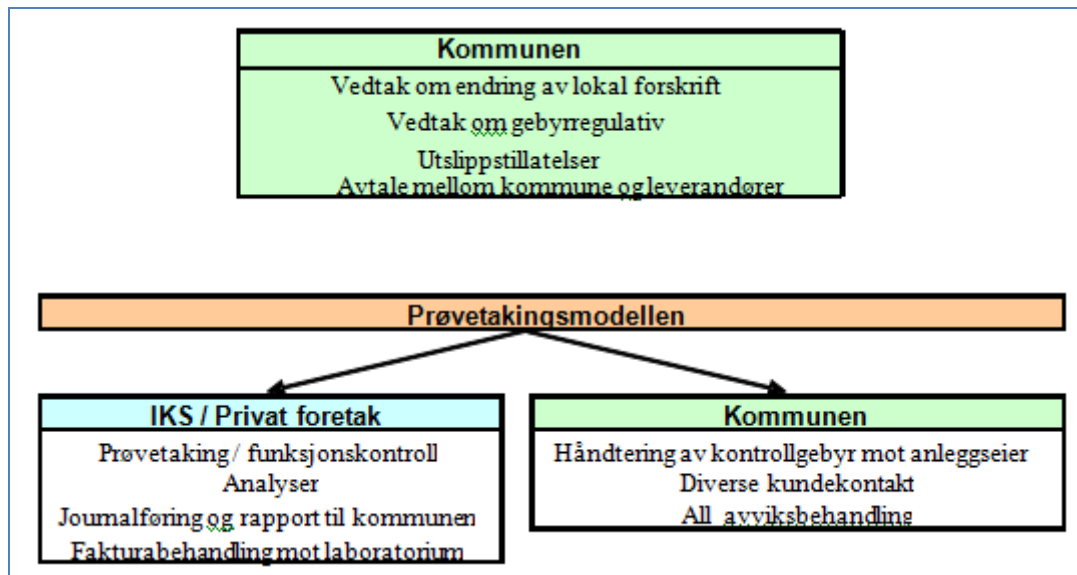 Kommunen
Vedtak om endring av lokal forskrift
Vedtak om gebyrregulativ
Utslippstillatelser
Avtale mellom kommune og leverandører
Prøvetakingsmodellen
IKS / Privat foretak
Prøvetaking / funksjonskontroll
Analyser
Journalføring og rapport til kommunen
Fakturabehandling mot laboratorium
Kommunen
Håndtering av kontrollgebyr mot anleggseier
Diverse kundekontakt
All avviksbehandling